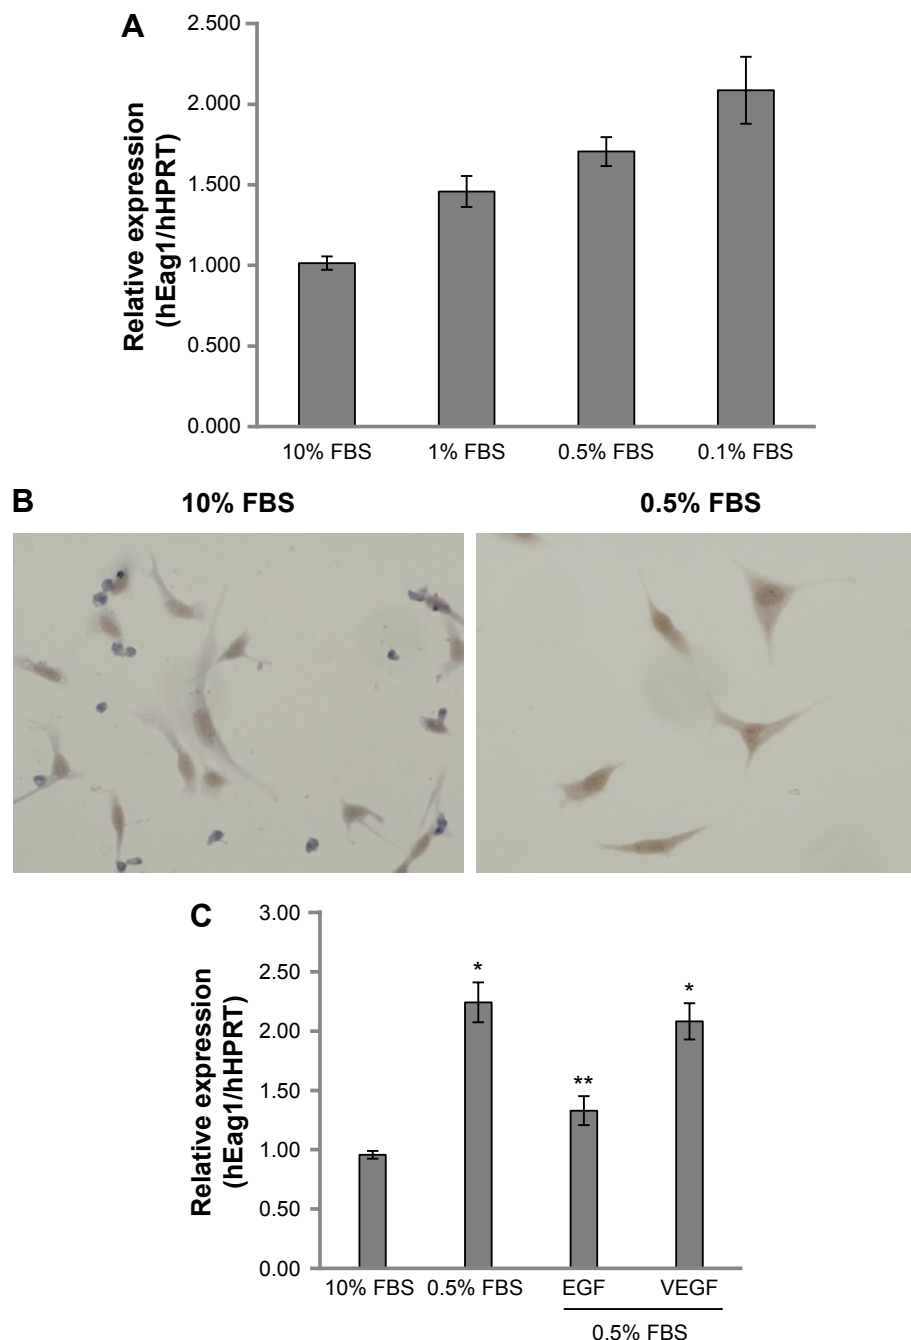 A
2.500
2.000
1.500
1.000
0.500
0.000
Relative expression
(hEag1/hHPRT)
10% FBS 1% FBS 0.5% FBS 0.1% FBS
B
10% FBS 0.5% FBS
C
3.00
2.50
2.00
1.50
1.00
0.50
0.00
Relative expression
(hEag1/hHPRT)
*
**
*
10% FBS 0.5% FBS EGF VEGF
0.5% FBS